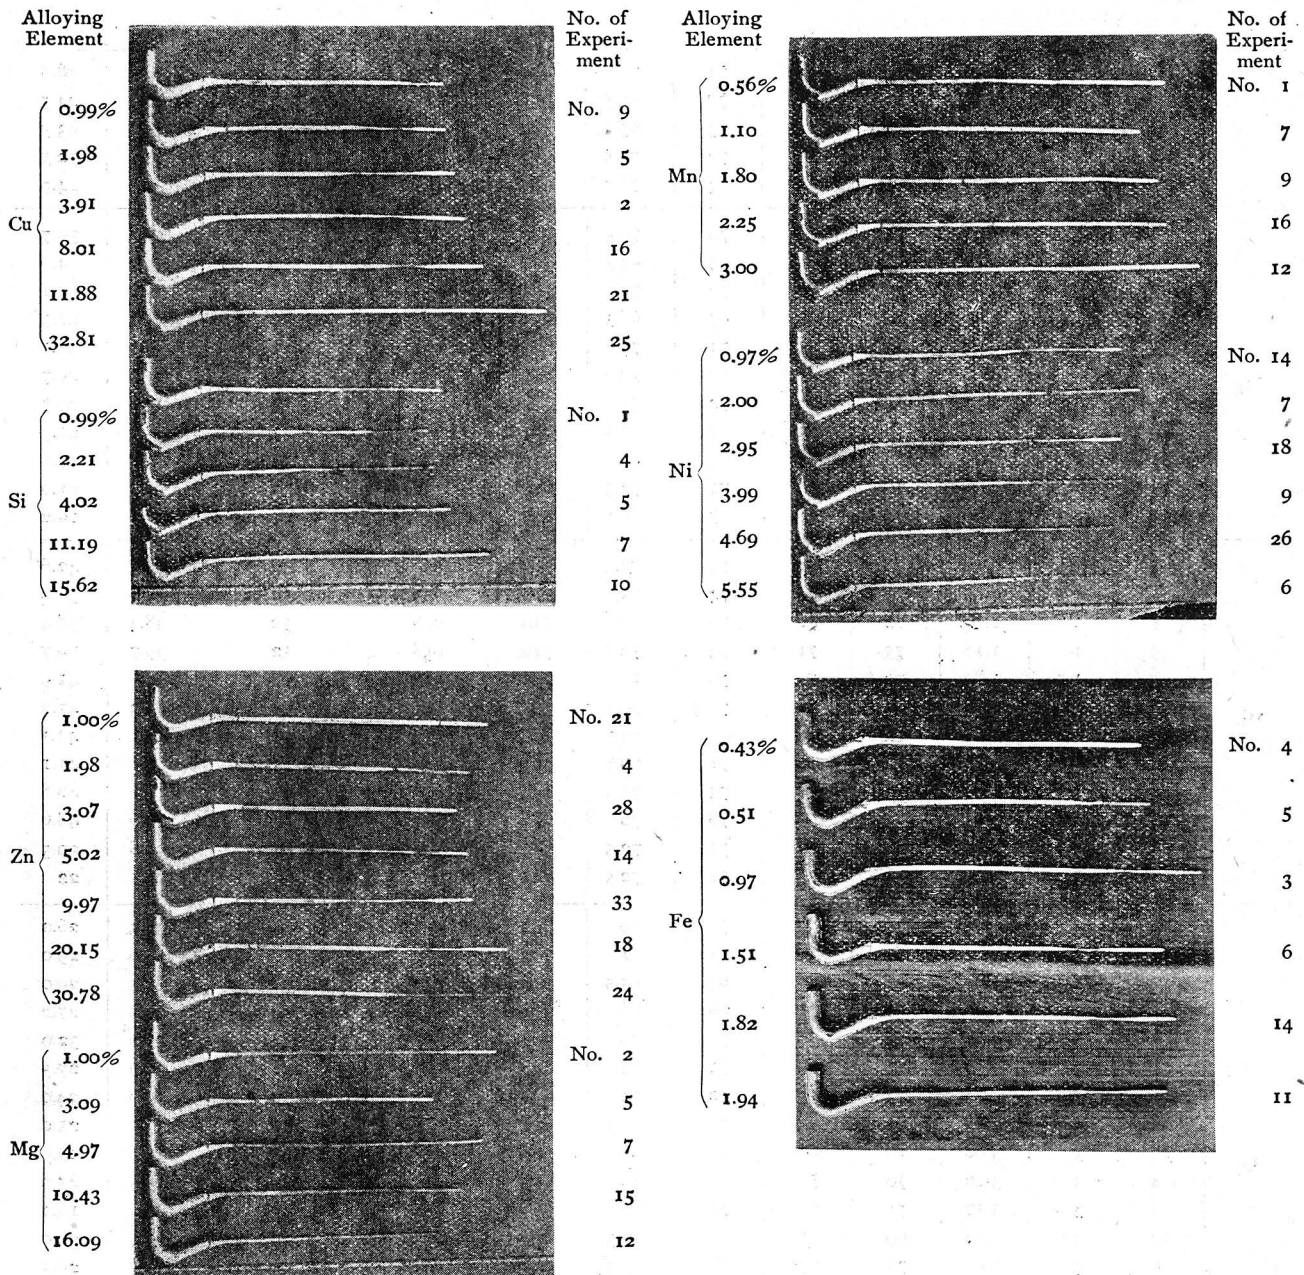 Alloying Element
No. of Experi-ment
Cu
0.99% No. 9
1.98 5
3.91 2
8.01 16
11.88 21
32.81 25
Si
0.99% No. 1
2.21 4
4.02 5
11.19 7
15.62 10
Alloying Element
No. of Experi-ment
Mn
0.56% No. 1
1.10 7
1.80 9
2.25 16
3.00 12
Ni
0.97% No. 14
2.00 7
2.95 18
3.99 9
4.69 26
5.55 6
Zn
1.00% No. 21
1.98 4
3.07 28
5.02 14
9.97 33
20.15 18
30.78 24
Mg
1.00% No. 2
3.09 5
4.97 7
10.43 15
16.09 12
Fe
0.43% No. 4
0.51 5
0.97 3
1.51 6
1.82 14
1.94 11